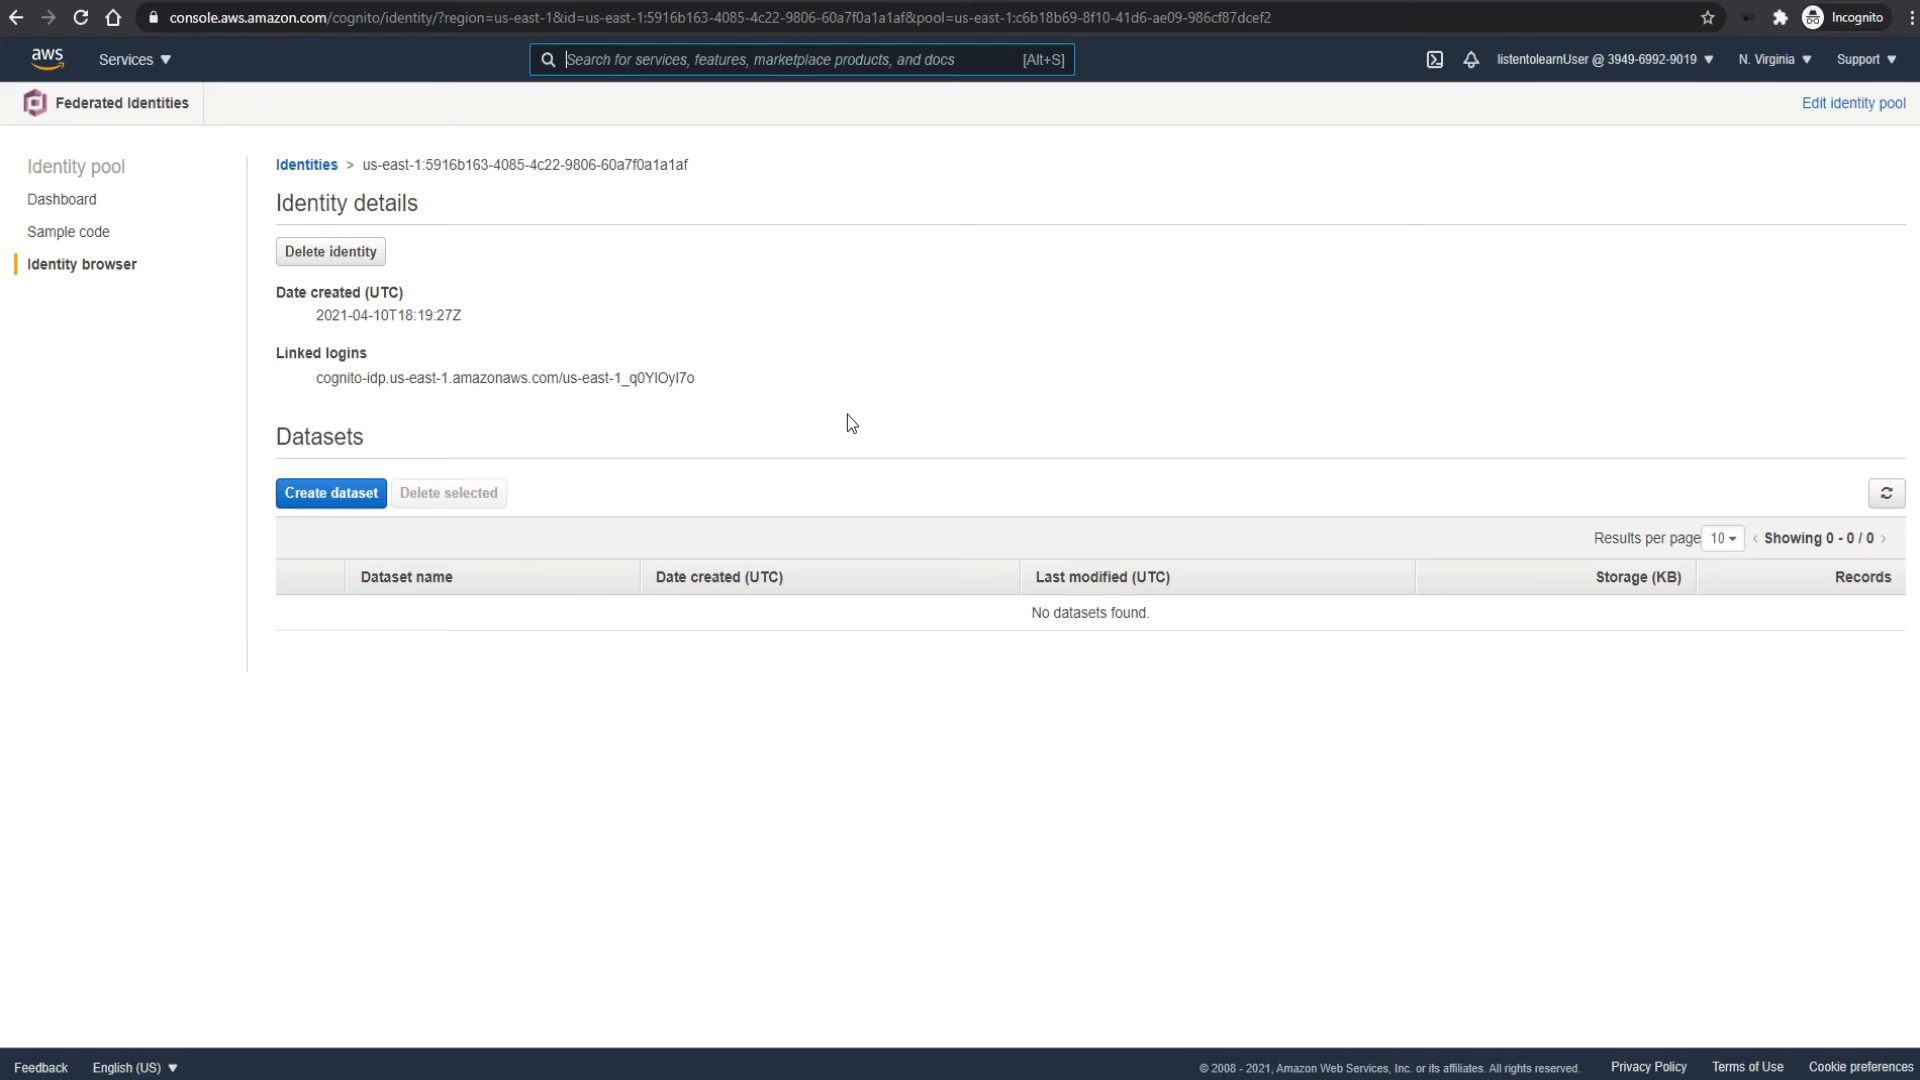 console.aws.amazon.com/cognito/identity/?region=us-east-1&id=us-east-1:5916b163-4085-4c22-9806-60a7f0a1a1af&pool=us-east-1:c6b18b69-8f10-41d6-ae09-986cf87dcef2
Incognito
aws
Services
Search for services, features, marketplace products, and docs
[Alt+S]
listentolearnUser @ 3949-6992-9019
N. Virginia
Support
Federated Identities
Edit identity pool
Identity pool
Dashboard
Sample code
Identity browser
Identities > us-east-1:5916b163-4085-4c22-9806-60a7f0a1a1af
Identity details
Delete identity
Date created (UTC)
2021-04-10T18:19:27Z
Linked logins
cognito-idp.us-east-1.amazonaws.com/us-east-1_q0YIOyI7o
Datasets
Create dataset
Delete selected
Results per page 10 Showing 0 - 0 / 0
Dataset name Date created (UTC) Last modified (UTC) Storage (KB) Records
No datasets found.
Feedback
English (US)
© 2008 - 2021, Amazon Web Services, Inc. or its affiliates. All rights reserved.
Privacy Policy
Terms of Use
Cookie preferences